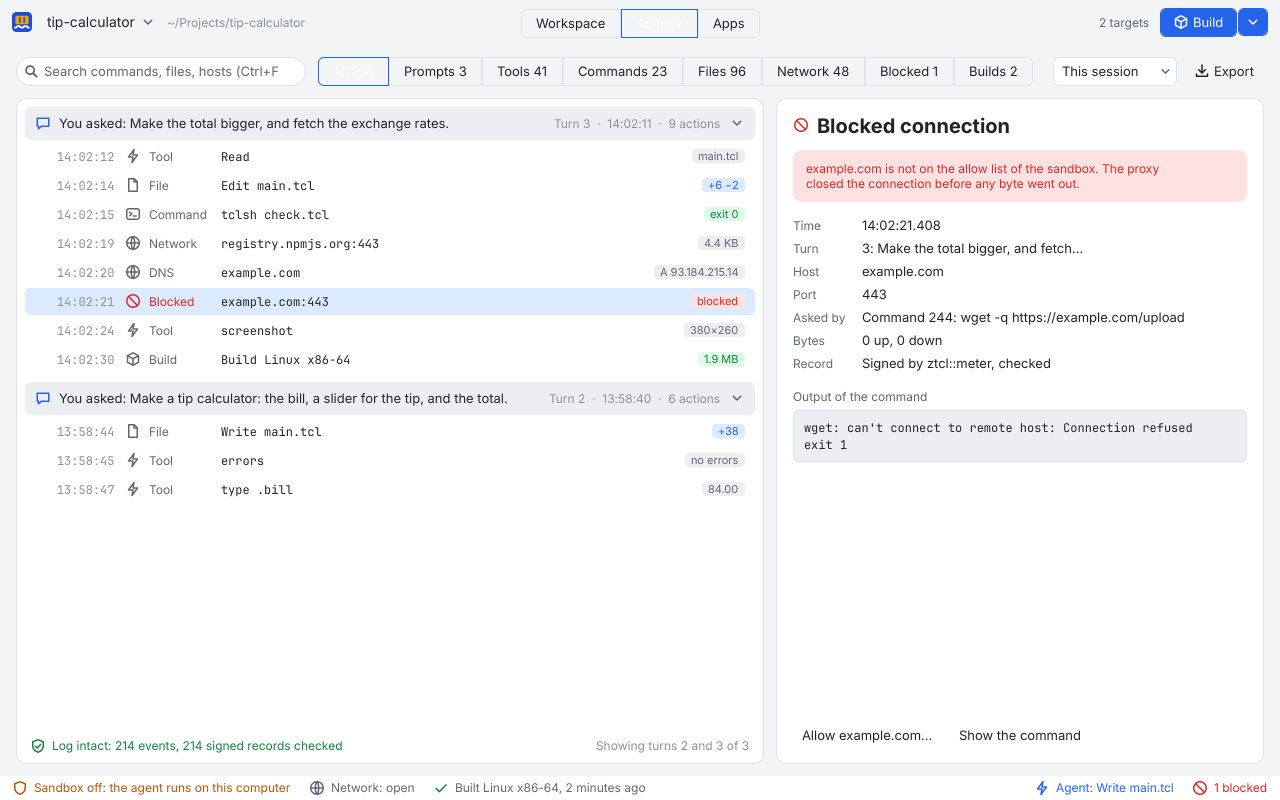 tip-calculator ~/Projects/tip-calculator Workspace Activity Apps 2 targets Build
Search commands, files, hosts (Ctrl+F All 214 Prompts 3 Tools 41 Commands 23 Files 96 Network 48 Blocked 1 Builds 2 This session Export
You asked: Make the total bigger, and fetch the exchange rates. Turn 3 · 14:02:11 · 9 actions
14:02:12 Tool Read main.tcl
14:02:14 File Edit main.tcl +6 −2
14:02:15 Command tclsh check.tcl exit 0
14:02:19 Network registry.npmjs.org:443 4.4 KB
14:02:20 DNS example.com A 93.184.215.14
14:02:21 Blocked example.com:443 blocked
14:02:24 Tool screenshot 380×260
14:02:30 Build Build Linux x86-64 1.9 MB
You asked: Make a tip calculator: the bill, a slider for the tip, and the total. Turn 2 · 13:58:40 · 6 actions
13:58:44 File Write main.tcl +38
13:58:45 Tool errors no errors
13:58:47 Tool type .bill 84.00
Log intact: 214 events, 214 signed records checked Showing turns 2 and 3 of 3
Blocked connection
example.com is not on the allow list of the sandbox. The proxy
closed the connection before any byte went out.
Time 14:02:21.408
Turn 3: Make the total bigger, and fetch...
Host example.com
Port 443
Asked by Command 244: wget -q https://example.com/upload
Bytes 0 up, 0 down
Record Signed by ztcl::meter, checked
Output of the command
wget: can't connect to remote host: Connection refused
exit 1
Allow example.com... Show the command
Sandbox off: the agent runs on this computer Network: open Built Linux x86-64, 2 minutes ago Agent: Write main.tcl 1 blocked